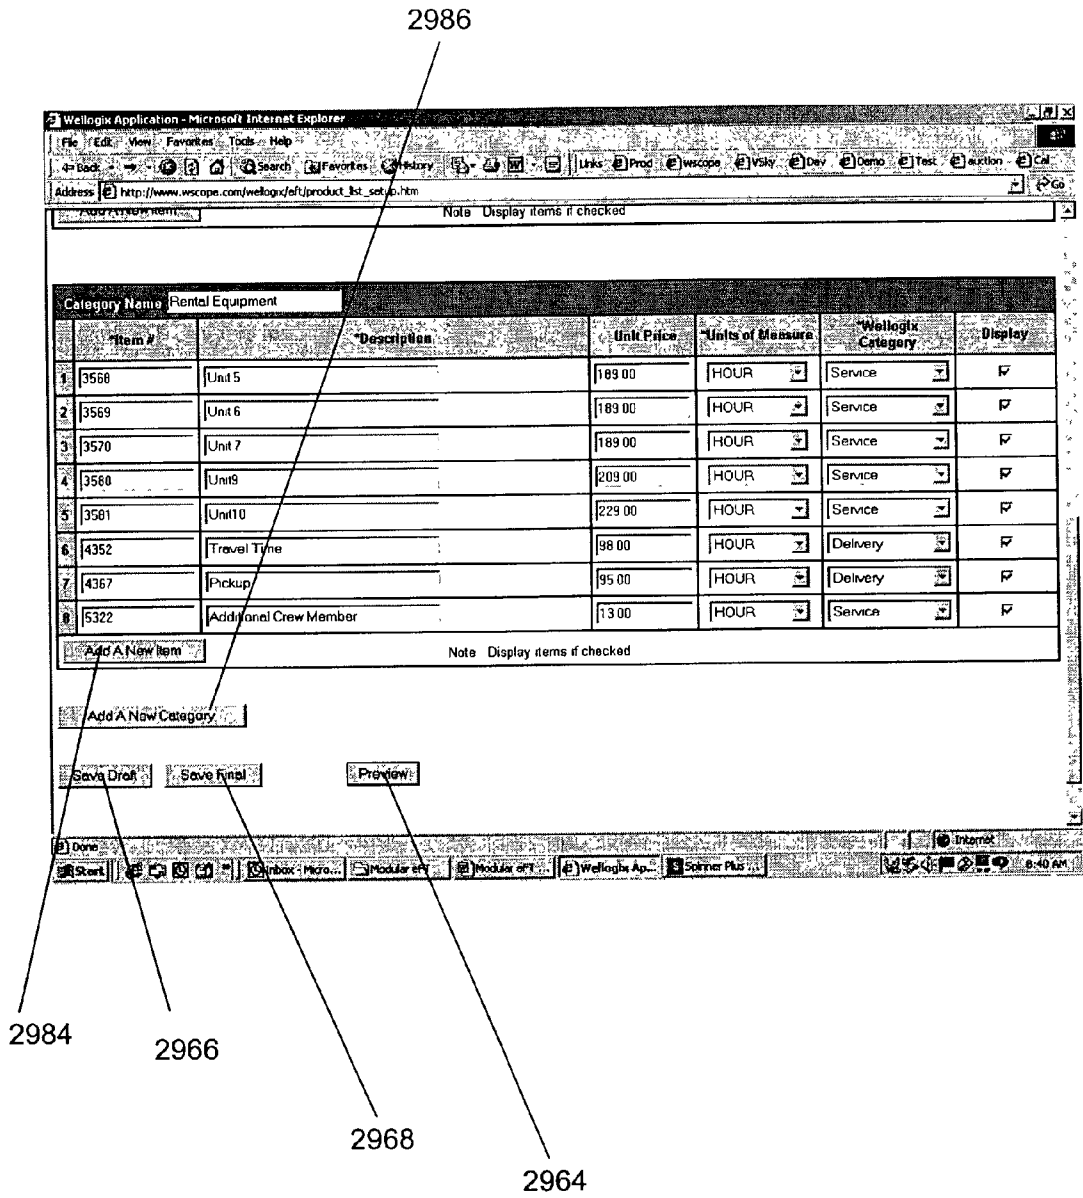 2986
Wellogix Application - Microsoft Internet Explorer
File Edit View Favorites Tools Help
Back Search Favorites History Links Prod wscope VSky Dev Demo Test auction Cal
Address http://www.wscope.com/wellogix/eft/product_list_setup.htm Go
Add A New Item Note Display items if checked
Category Name Rental Equipment
*Item # *Description Unit Price *Units of Measure *Wellogix Category Display
1 3568 Unit 5 189 00 HOUR Service
2 3569 Unit 6 189 00 HOUR Service
3 3570 Unit 7 189 00 HOUR Service
4 3580 Unit9 209 00 HOUR Service
5 3581 Unit10 229 00 HOUR Service
6 4352 Travel Time 98 00 HOUR Delivery
7 4367 Pickup 95 00 HOUR Delivery
8 5322 Additional Crew Member 13 00 HOUR Service
Add A New Item Note Display items if checked
Add A New Category
Save Draft Save Final Preview
Done Internet
Start Inbox - Micro... Modular eFT Modular eFT ... Wellogix Ap... Spinner Plus ... 8:40 AM
2984
2966
2968
2964